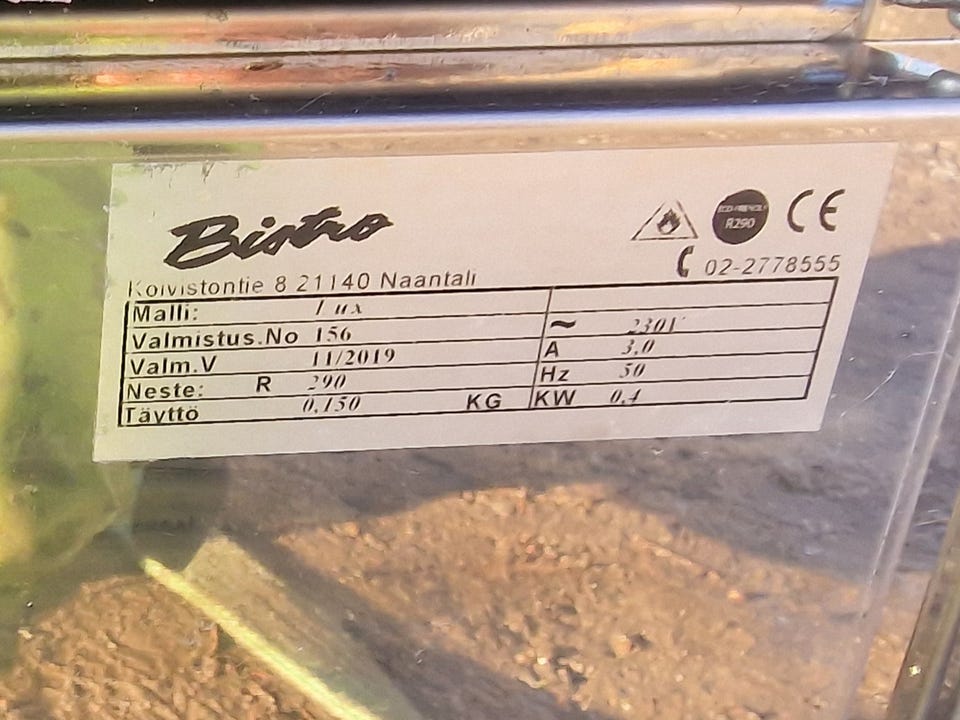 Bistro
ECO-FRIENDLY
R290
CE
Koivistontie 8 21140 Naantali
02-2778555
Malli: Lux
Valmistus.No 156 ~ 230V
Valm.V 11/2019 A 3,0
Neste: R 290 Hz 50
Täyttö 0,150 KG KW 0,4